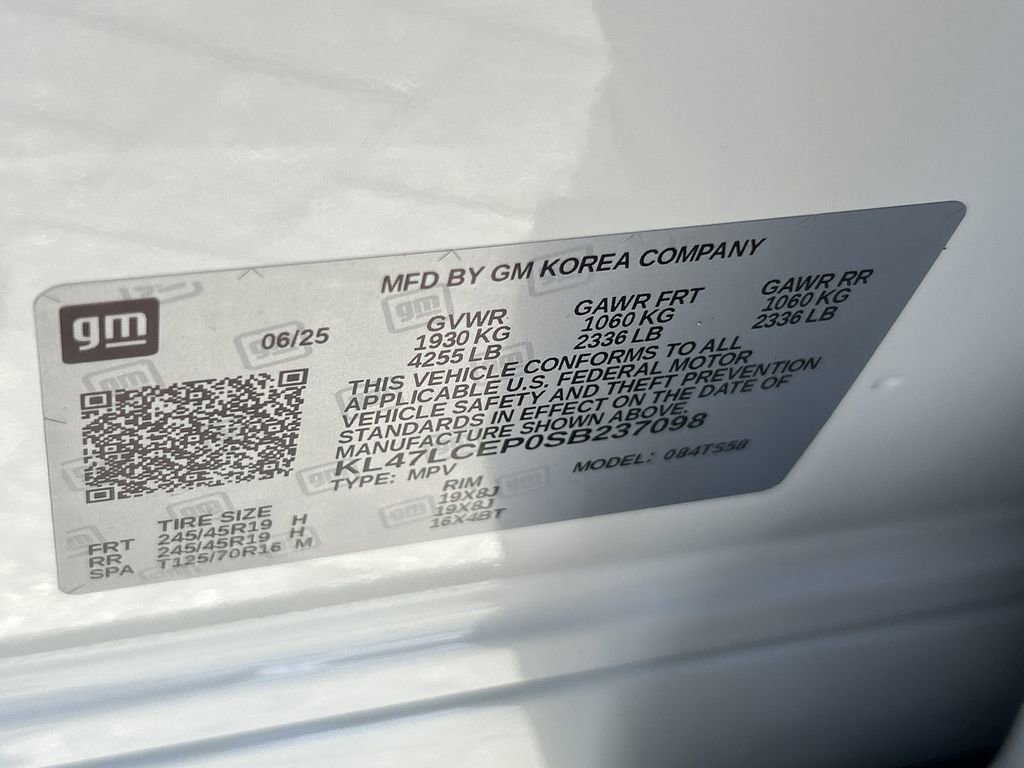 gm
MFD BY GM KOREA COMPANY
06/25
GVWR GAWR FRT GAWR RR
1930 KG 1060 KG 1060 KG
4255 LB 2336 LB 2336 LB
THIS VEHICLE CONFORMS TO ALL
APPLICABLE U.S. FEDERAL MOTOR
VEHICLE SAFETY AND THEFT PREVENTION
STANDARDS IN EFFECT ON THE DATE OF
MANUFACTURE SHOWN ABOVE.
KL47LCEP0SB237098
TYPE: MPV MODEL: 084TS58
TIRE SIZE RIM
FRT 245/45R19 H 19X8J
RR 245/45R19 H 19X8J
SPA T125/70R16 M 16X4BT